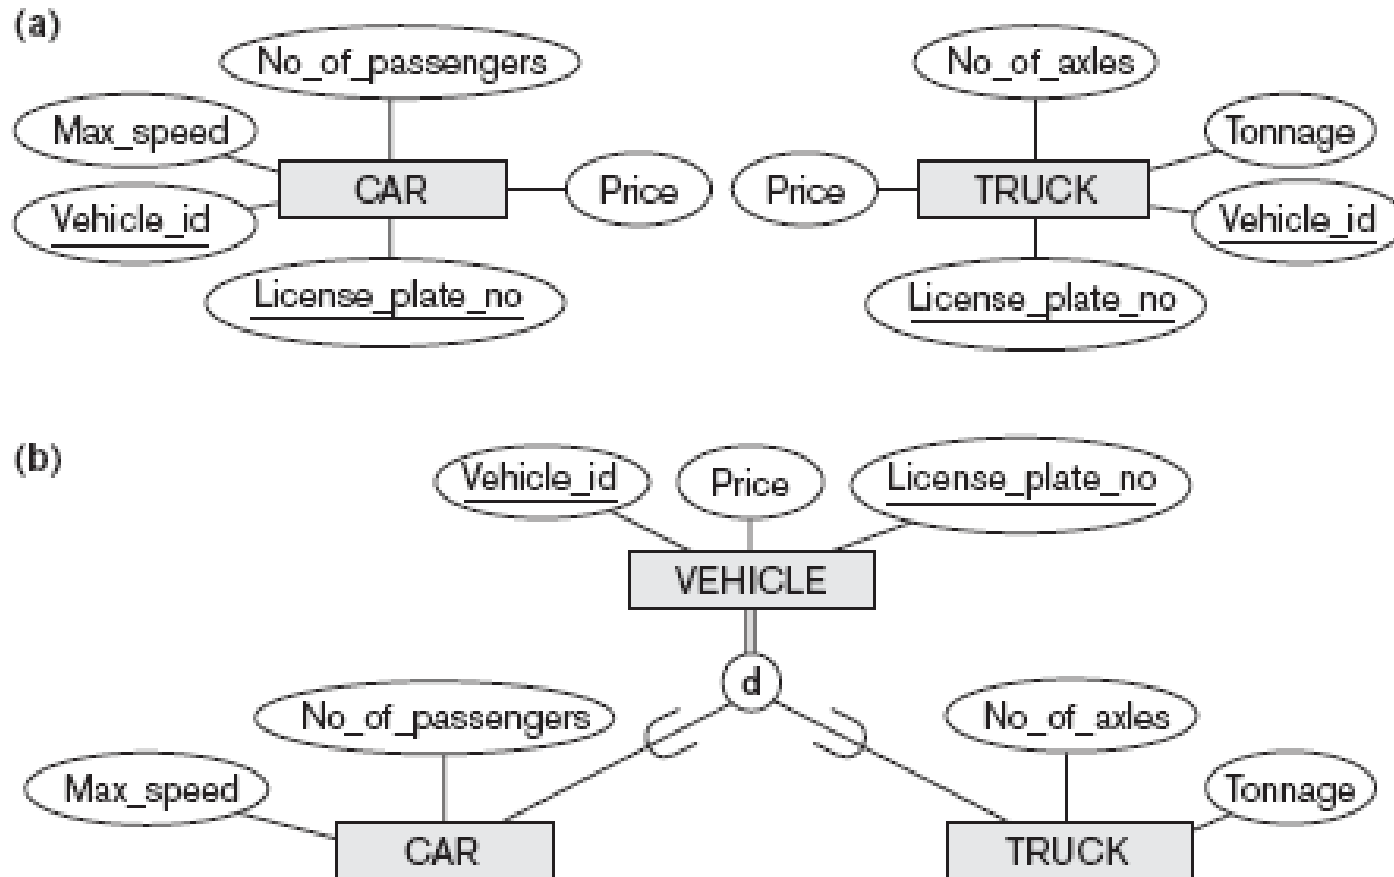 (a)
No_of_passengers
No_of_axles
Max_speed
Tonnage
CAR
Price
Price
TRUCK
Vehicle_id
Vehicle_id
License_plate_no
License_plate_no
(b)
Vehicle_id
Price
License_plate_no
VEHICLE
d
No_of_passengers
No_of_axles
Max_speed
Tonnage
CAR
TRUCK